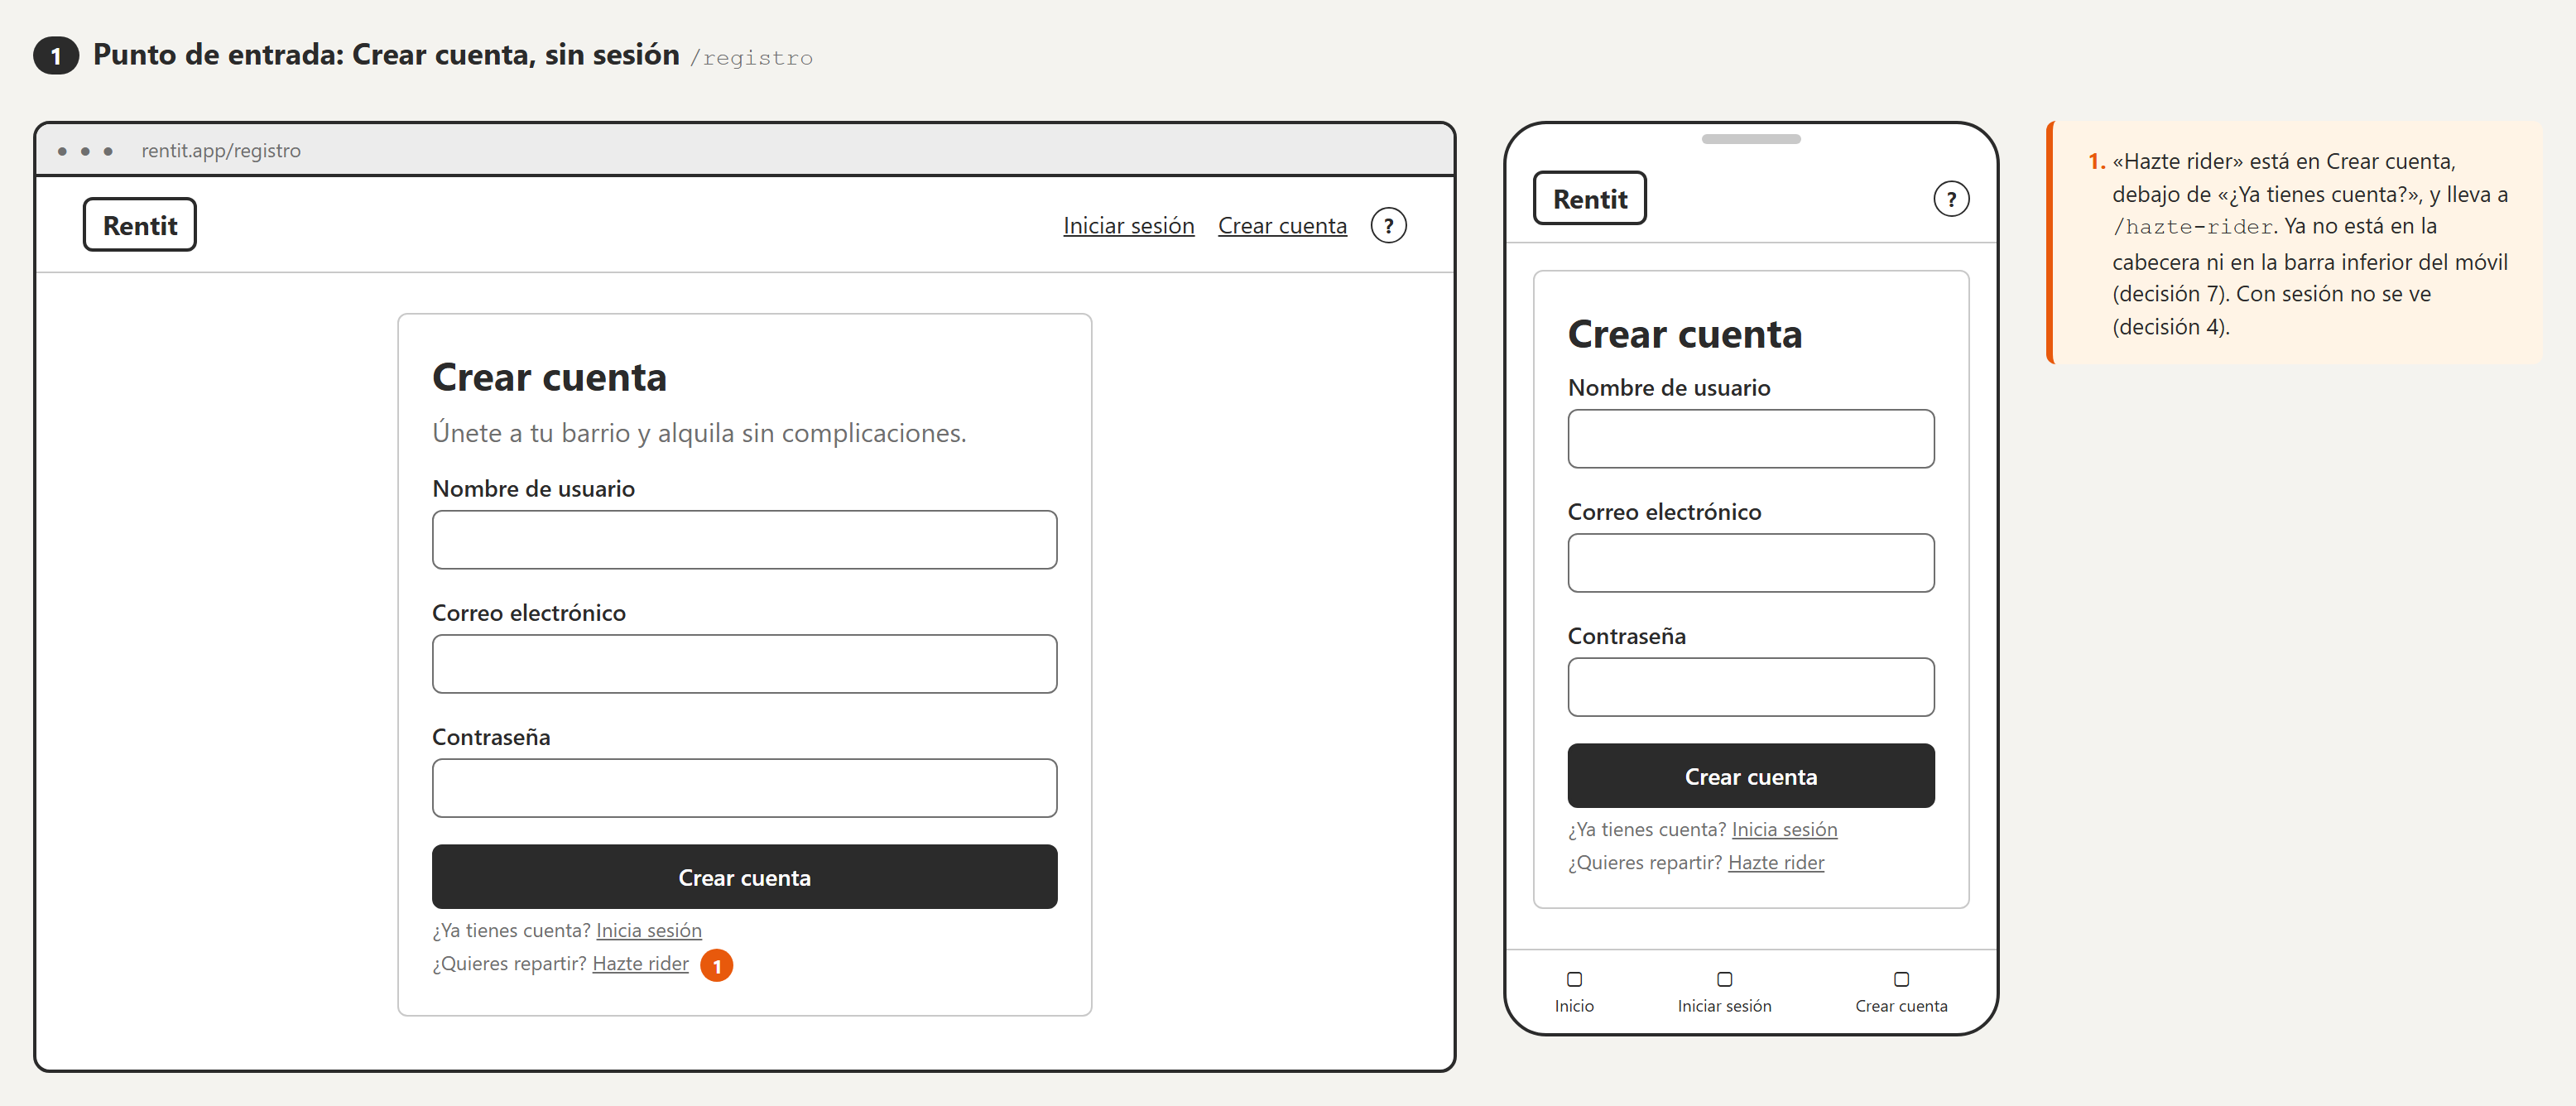 1 Punto de entrada: Crear cuenta, sin sesión /registro
rentit.app/registro
Rentit
Iniciar sesión Crear cuenta ?
Crear cuenta
Únete a tu barrio y alquila sin complicaciones.
Nombre de usuario
Correo electrónico
Contraseña
Crear cuenta
¿Ya tienes cuenta? Inicia sesión
¿Quieres repartir? Hazte rider 1
Rentit ?
Crear cuenta
Nombre de usuario
Correo electrónico
Contraseña
Crear cuenta
¿Ya tienes cuenta? Inicia sesión
¿Quieres repartir? Hazte rider
Inicio Iniciar sesión Crear cuenta
1. «Hazte rider» está en Crear cuenta,
debajo de «¿Ya tienes cuenta?», y lleva a
/hazte-rider. Ya no está en la
cabecera ni en la barra inferior del móvil
(decisión 7). Con sesión no se ve
(decisión 4).